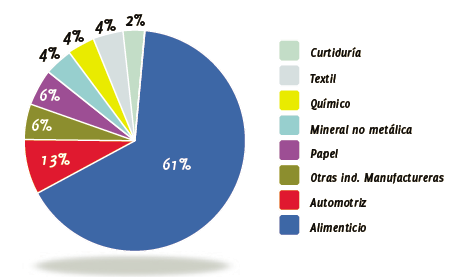 2%
4%
4%
4%
6%
6%
13%
61%
Curtiduría
Textil
Químico
Mineral no metálica
Papel
Otras ind. Manufactureras
Automotriz
Alimenticio